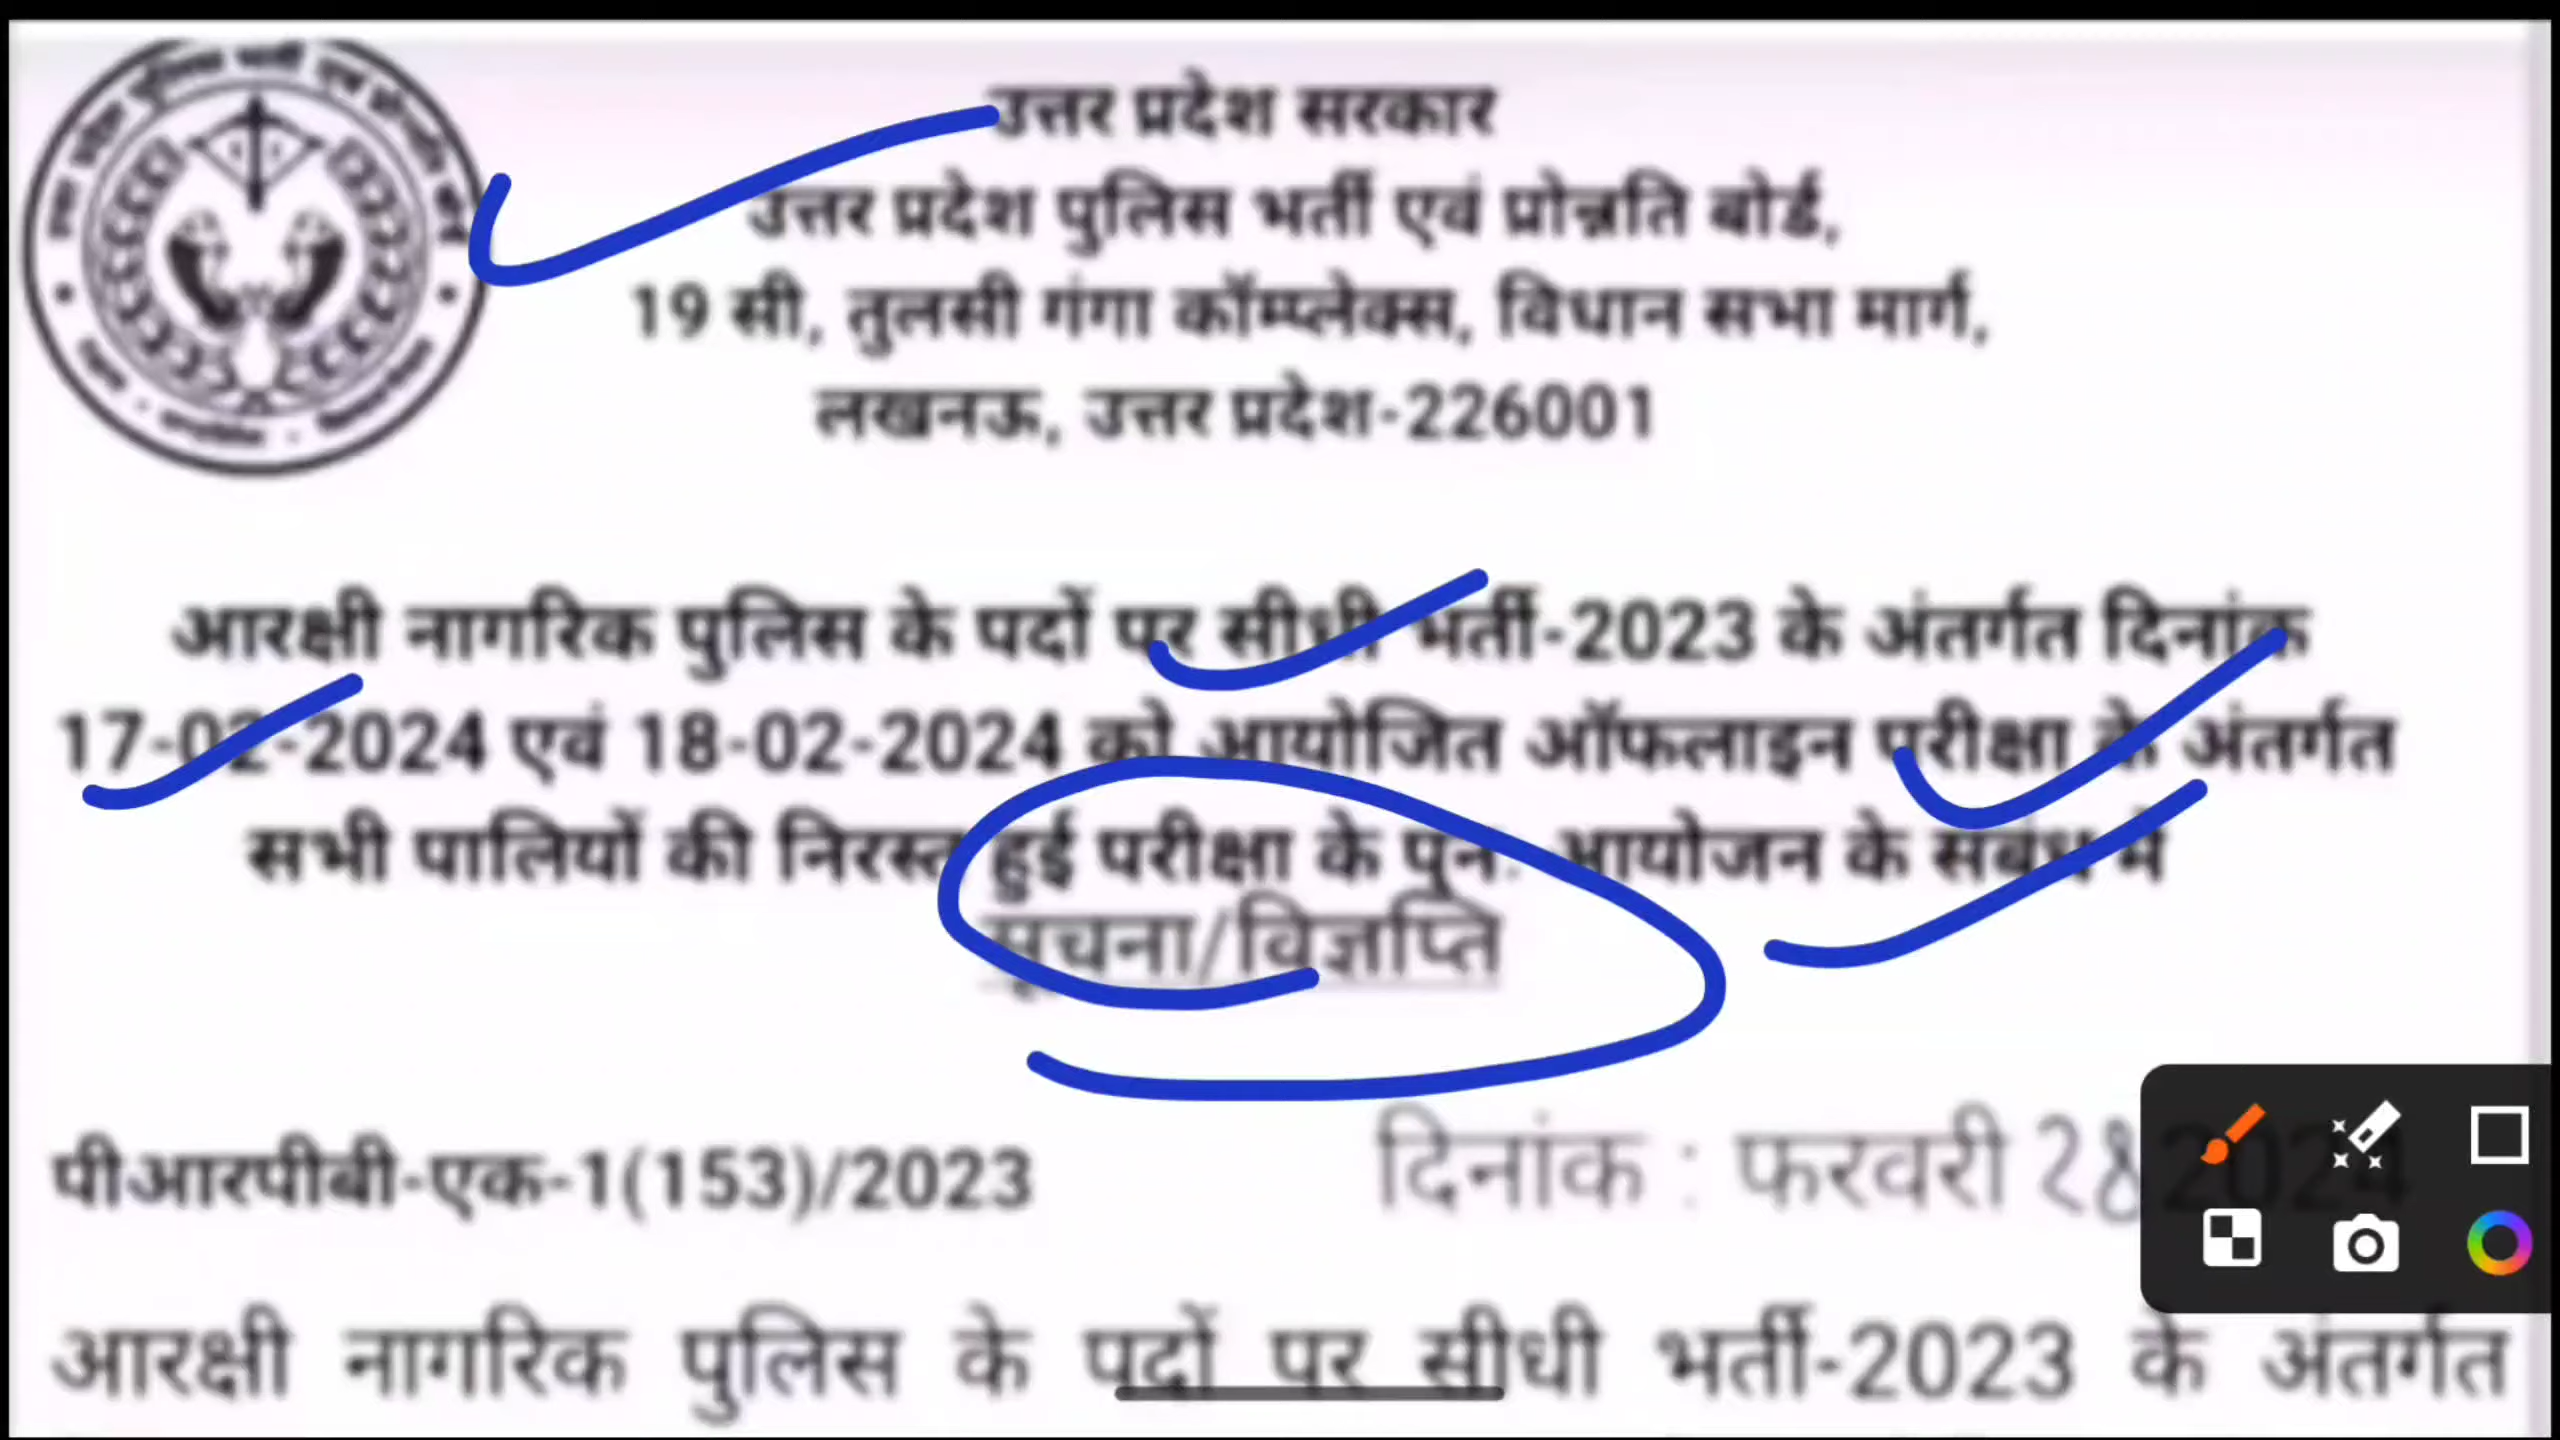 उत्तर प्रदेश सरकार
उत्तर प्रदेश पुलिस भर्ती एवं प्रोन्नति बोर्ड,
19 सी, तुलसी गंगा कॉम्प्लेक्स, विधान सभा मार्ग,
लखनऊ, उत्तर प्रदेश-226001
आरक्षी नागरिक पुलिस के पदों पर सीधी भर्ती-2023 के अंतर्गत दिनांक
17-02-2024 एवं 18-02-2024 को आयोजित ऑफलाइन परीक्षा के अंतर्गत
सभी पालियों की निरस्त हुई परीक्षा के पुन: आयोजन के संबंध में
सूचना/विज्ञप्ति
पीआरपीबी-एक-1(153)/2023
दिनांक : फरवरी 28 2024
आरक्षी नागरिक पुलिस के पदों पर सीधी भर्ती-2023 के अंतर्गत